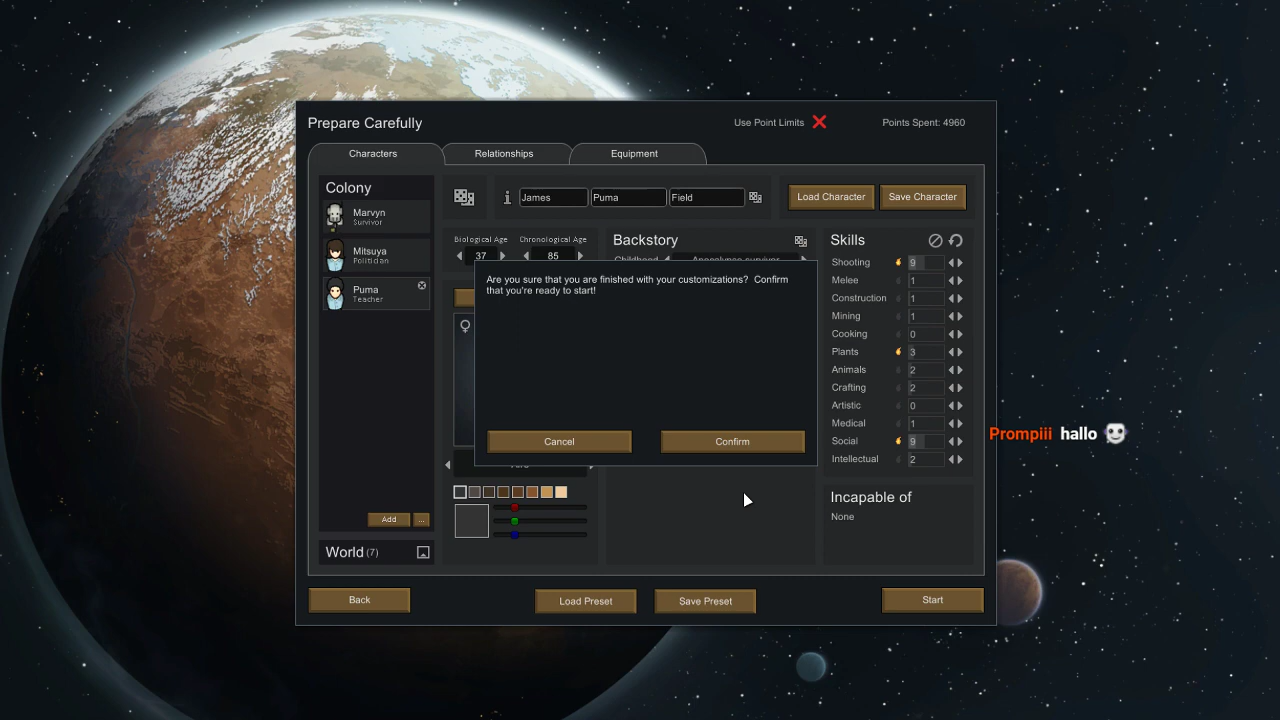 Prepare Carefully
Use Point Limits
Points Spent: 4960
Characters
Relationships
Equipment
Colony
Marvyn
Survivor
Mitsuya
Politician
Puma
Teacher
Add
...
World (7)
James
Puma
Field
Load Character
Save Character
Biological Age
Chronological Age
37
85
Backstory
Childhood
Apocalypse survivor
Are you sure that you are finished with your customizations?  Confirm
that you're ready to start!
Cancel
Confirm
Skills
Shooting 9
Melee 1
Construction 1
Mining 1
Cooking 0
Plants 3
Animals 2
Crafting 2
Artistic 0
Medical 1
Social 9
Intellectual 2
Incapable of
None
Prompiii hallo
Back
Load Preset
Save Preset
Start